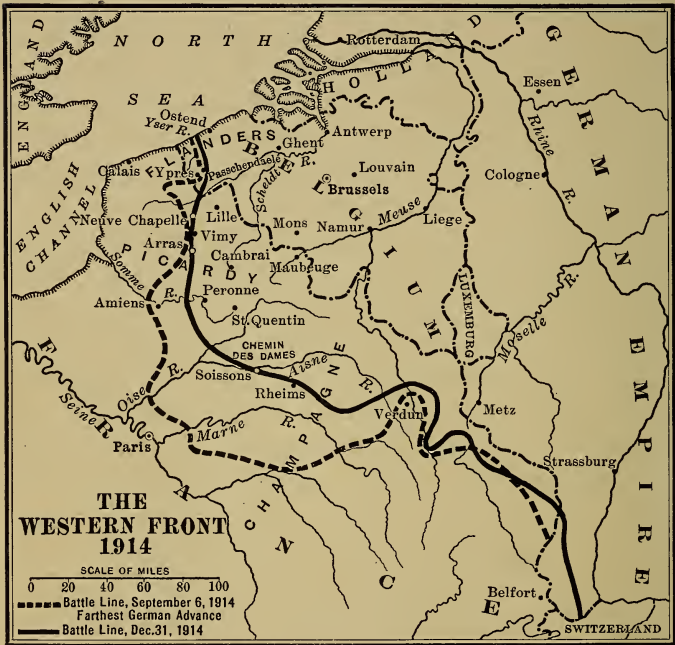 NORTH
SEA
ENGLAND
ENGLISH
CHANNEL
HOLLAND
GERMAN
EMPIRE
Rotterdam
Essen
Rhine
R.
Ostend
Yser R.
FLANDERS
Ghent
Antwerp
Calais
Ypres
Passchendaele
Scheldt R.
BELGIUM
Louvain
Brussels
Cologne
Neuve Chapelle
Lille
Mons
Namur
Meuse
Liege
Vimy
Arras
PICARDY
Cambrai
Maubeuge
Somme
R.
Amiens
Peronne
St. Quentin
LUXEMBURG
Moselle
R.
CHEMIN
DES DAMES
Aisne
R.
Soissons
Rheims
Oise
R.
Seine
R.
FRANCE
Verdun
Metz
Marne
R.
Paris
CHAMPAGNE
Strassburg
Belfort
SWITZERLAND
THE
WESTERN FRONT
1914
SCALE OF MILES
0 20 40 60 80 100
Battle Line, September 6, 1914
Farthest German Advance
Battle Line, Dec. 31, 1914